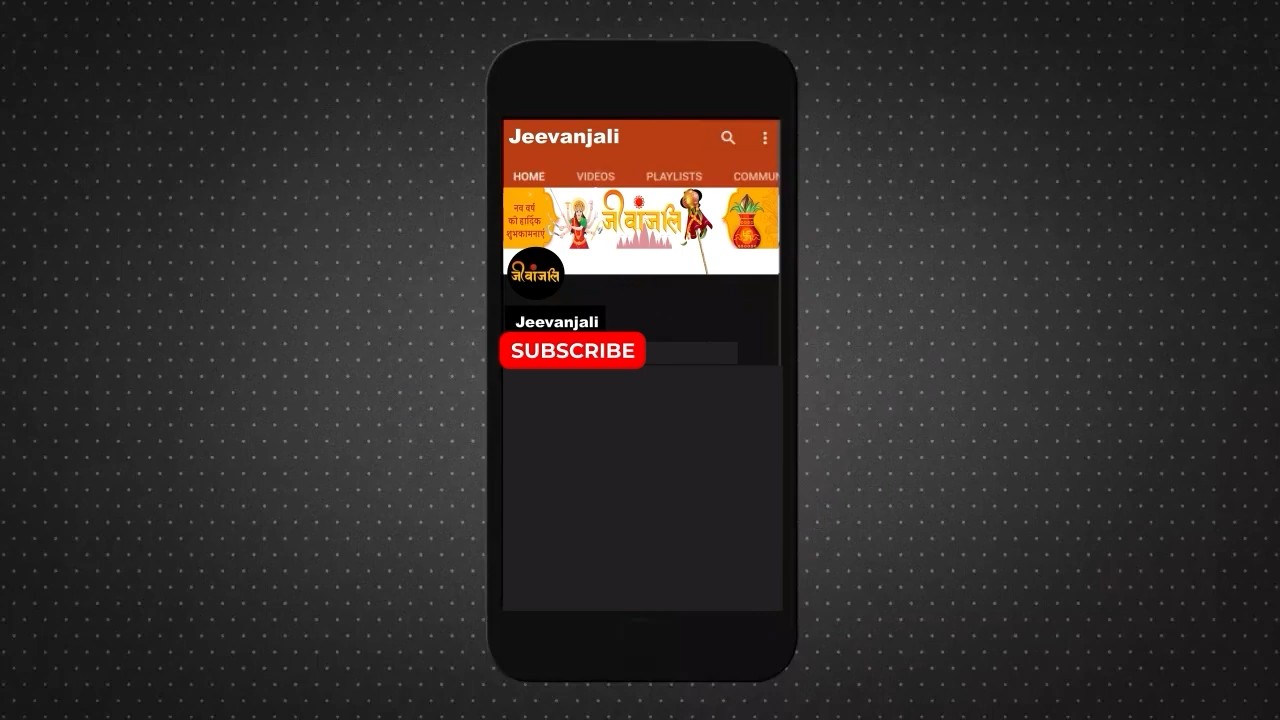 Jeevanjali
HOME VIDEOS PLAYLISTS COMMUN
नव वर्ष
की हार्दिक
शुभकामनाएं
जीवांजलि
जीवांजलि
Jeevanjali
SUBSCRIBE